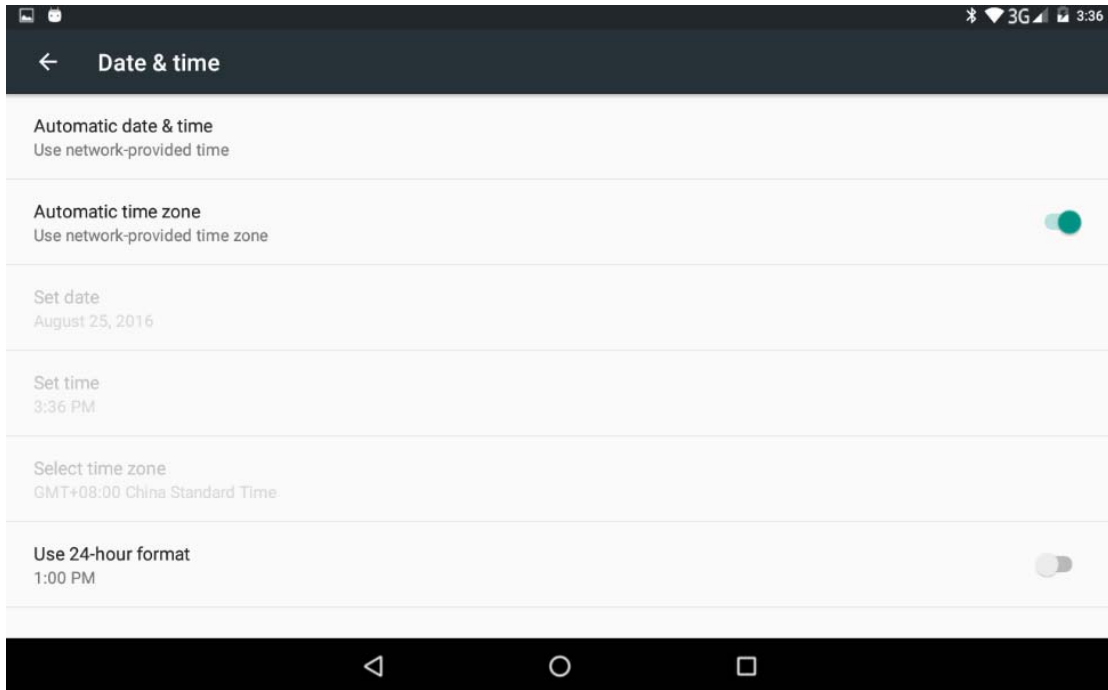 3G 3:36
Date & time
Automatic date & time
Use network-provided time
Automatic time zone
Use network-provided time zone
Set date
August 25, 2016
Set time
3:36 PM
Select time zone
GMT+08:00 China Standard Time
Use 24-hour format
1:00 PM